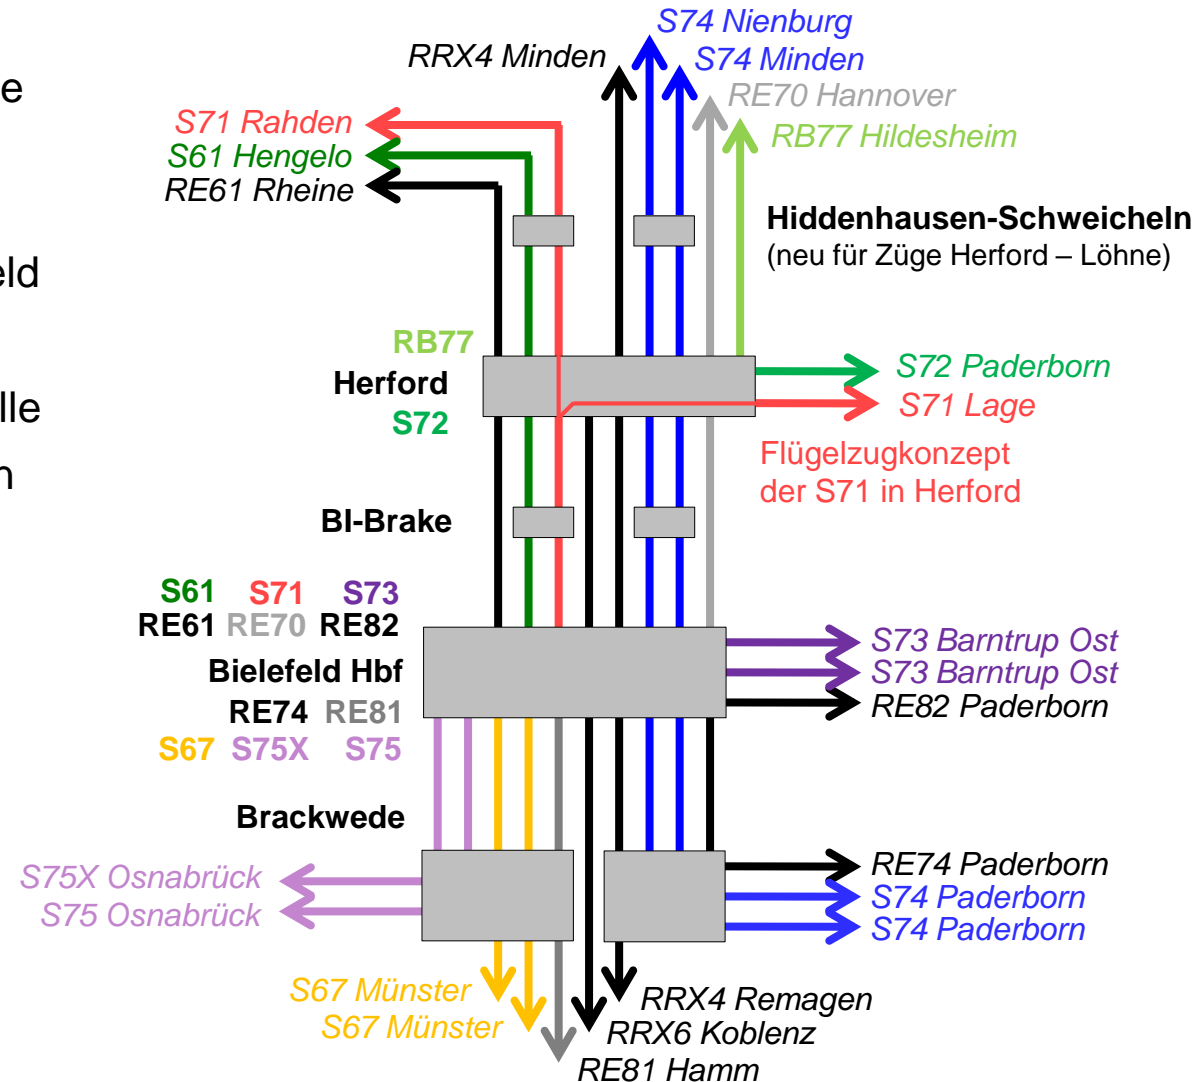 S74 Nienburg
RRX4 Minden
S74 Minden
e
RE70 Hannover
S71 Rahden
RB77 Hildesheim
S61 Hengelo
RE61 Rheine
Hiddenhausen-Schweicheln
(neu für Züge Herford – Löhne)
eld
RB77
Herford
S72
S72 Paderborn
S71 Lage
lle
Flügelzugkonzept
der S71 in Herford
n
BI-Brake
S61 S71 S73
RE61 RE70 RE82
Bielefeld Hbf
RE74 RE81
S67 S75X S75
S73 Barntrup Ost
S73 Barntrup Ost
RE82 Paderborn
Brackwede
S75X Osnabrück
S75 Osnabrück
RE74 Paderborn
S74 Paderborn
S74 Paderborn
S67 Münster
S67 Münster
RRX4 Remagen
RRX6 Koblenz
RE81 Hamm